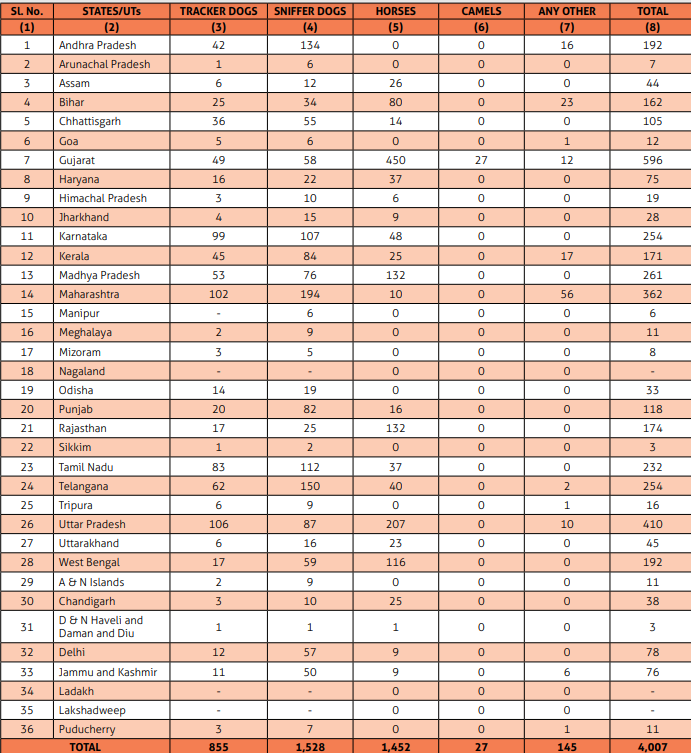 Sl. No. STATES/UTs TRACKER DOGS SNIFFER DOGS HORSES CAMELS ANY OTHER TOTAL
(1) (2) (3) (4) (5) (6) (7) (8)
1 Andhra Pradesh 42 134 0 0 16 192
2 Arunachal Pradesh 1 6 0 0 0 7
3 Assam 6 12 26 0 0 44
4 Bihar 25 34 80 0 23 162
5 Chhattisgarh 36 55 14 0 0 105
6 Goa 5 6 0 0 1 12
7 Gujarat 49 58 450 27 12 596
8 Haryana 16 22 37 0 0 75
9 Himachal Pradesh 3 10 6 0 0 19
10 Jharkhand 4 15 9 0 0 28
11 Karnataka 99 107 48 0 0 254
12 Kerala 45 84 25 0 17 171
13 Madhya Pradesh 53 76 132 0 0 261
14 Maharashtra 102 194 10 0 56 362
15 Manipur - 6 0 0 0 6
16 Meghalaya 2 9 0 0 0 11
17 Mizoram 3 5 0 0 0 8
18 Nagaland - - 0 0 0 -
19 Odisha 14 19 0 0 0 33
20 Punjab 20 82 16 0 0 118
21 Rajasthan 17 25 132 0 0 174
22 Sikkim 1 2 0 0 0 3
23 Tamil Nadu 83 112 37 0 0 232
24 Telangana 62 150 40 0 2 254
25 Tripura 6 9 0 0 1 16
26 Uttar Pradesh 106 87 207 0 10 410
27 Uttarakhand 6 16 23 0 0 45
28 West Bengal 17 59 116 0 0 192
29 A & N Islands 2 9 0 0 0 11
30 Chandigarh 3 10 25 0 0 38
31 D & N Haveli and
Daman and Diu 1 1 1 0 0 3
32 Delhi 12 57 9 0 0 78
33 Jammu and Kashmir 11 50 9 0 6 76
34 Ladakh - - 0 0 0 -
35 Lakshadweep - - 0 0 0 -
36 Puducherry 3 7 0 0 1 11
TOTAL 855 1,528 1,452 27 145 4,007